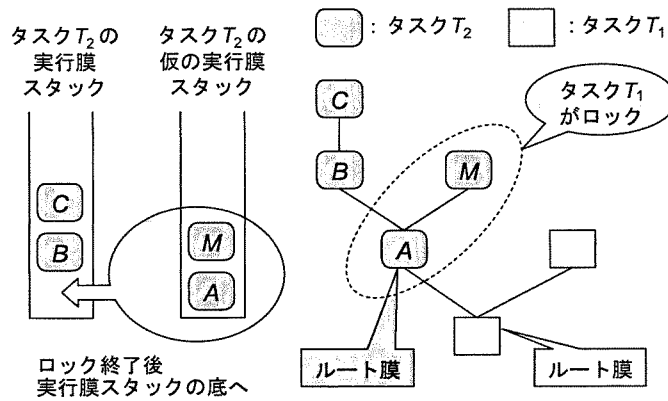 タスクT2の
実行膜
スタック
タスクT2の
仮の実行膜
スタック
: タスクT2
: タスクT1
タスクT1
がロック
C
B
M
A
C
B
M
A
ルート膜
ルート膜
ロック終了後
実行膜スタックの底へ